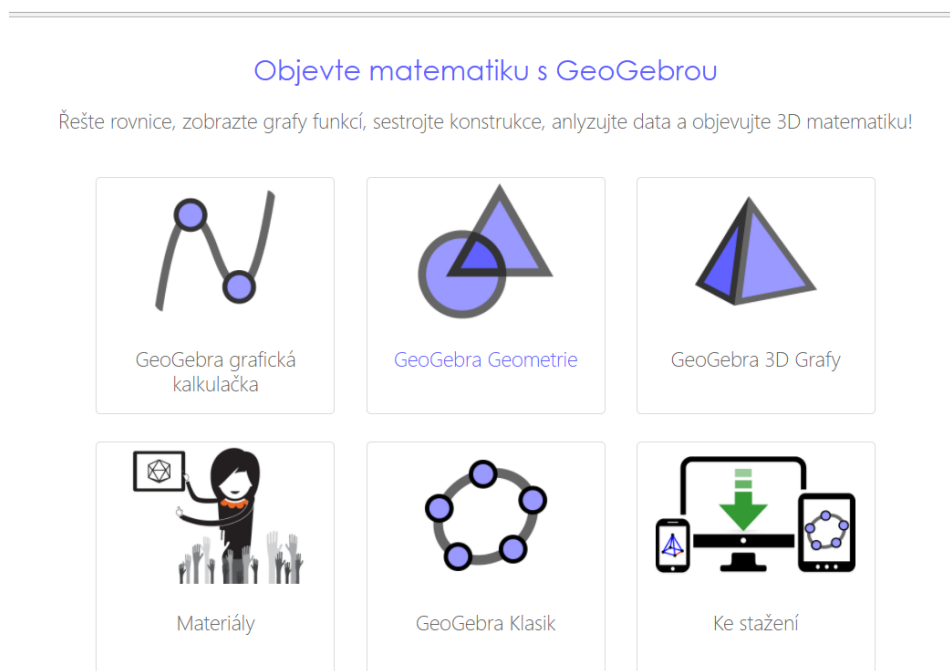 Objevte matematiku s GeoGebrou
Řešte rovnice, zobrazte grafy funkcí, sestrojte konstrukce, anlyzujte data a objevujte 3D matematiku!
GeoGebra grafická
kalkulačka
GeoGebra Geometrie
GeoGebra 3D Grafy
Materiály
GeoGebra Klasik
Ke stažení